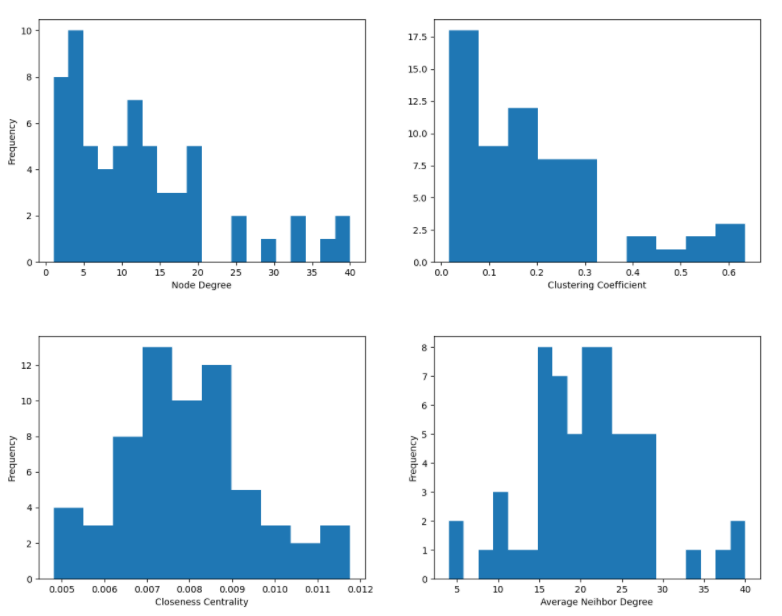 10
8
6
4
2
0
Frequency
0 5 10 15 20 25 30 35 40
Node Degree
17.5
15.0
12.5
10.0
7.5
5.0
2.5
0.0
0.0 0.1 0.2 0.3 0.4 0.5 0.6
Clustering Coefficient
12
10
8
6
4
2
0
Frequency
0.005 0.006 0.007 0.008 0.009 0.010 0.011 0.012
Closeness Centrality
8
7
6
5
4
3
2
1
0
Frequency
5 10 15 20 25 30 35 40
Average Neihbor Degree